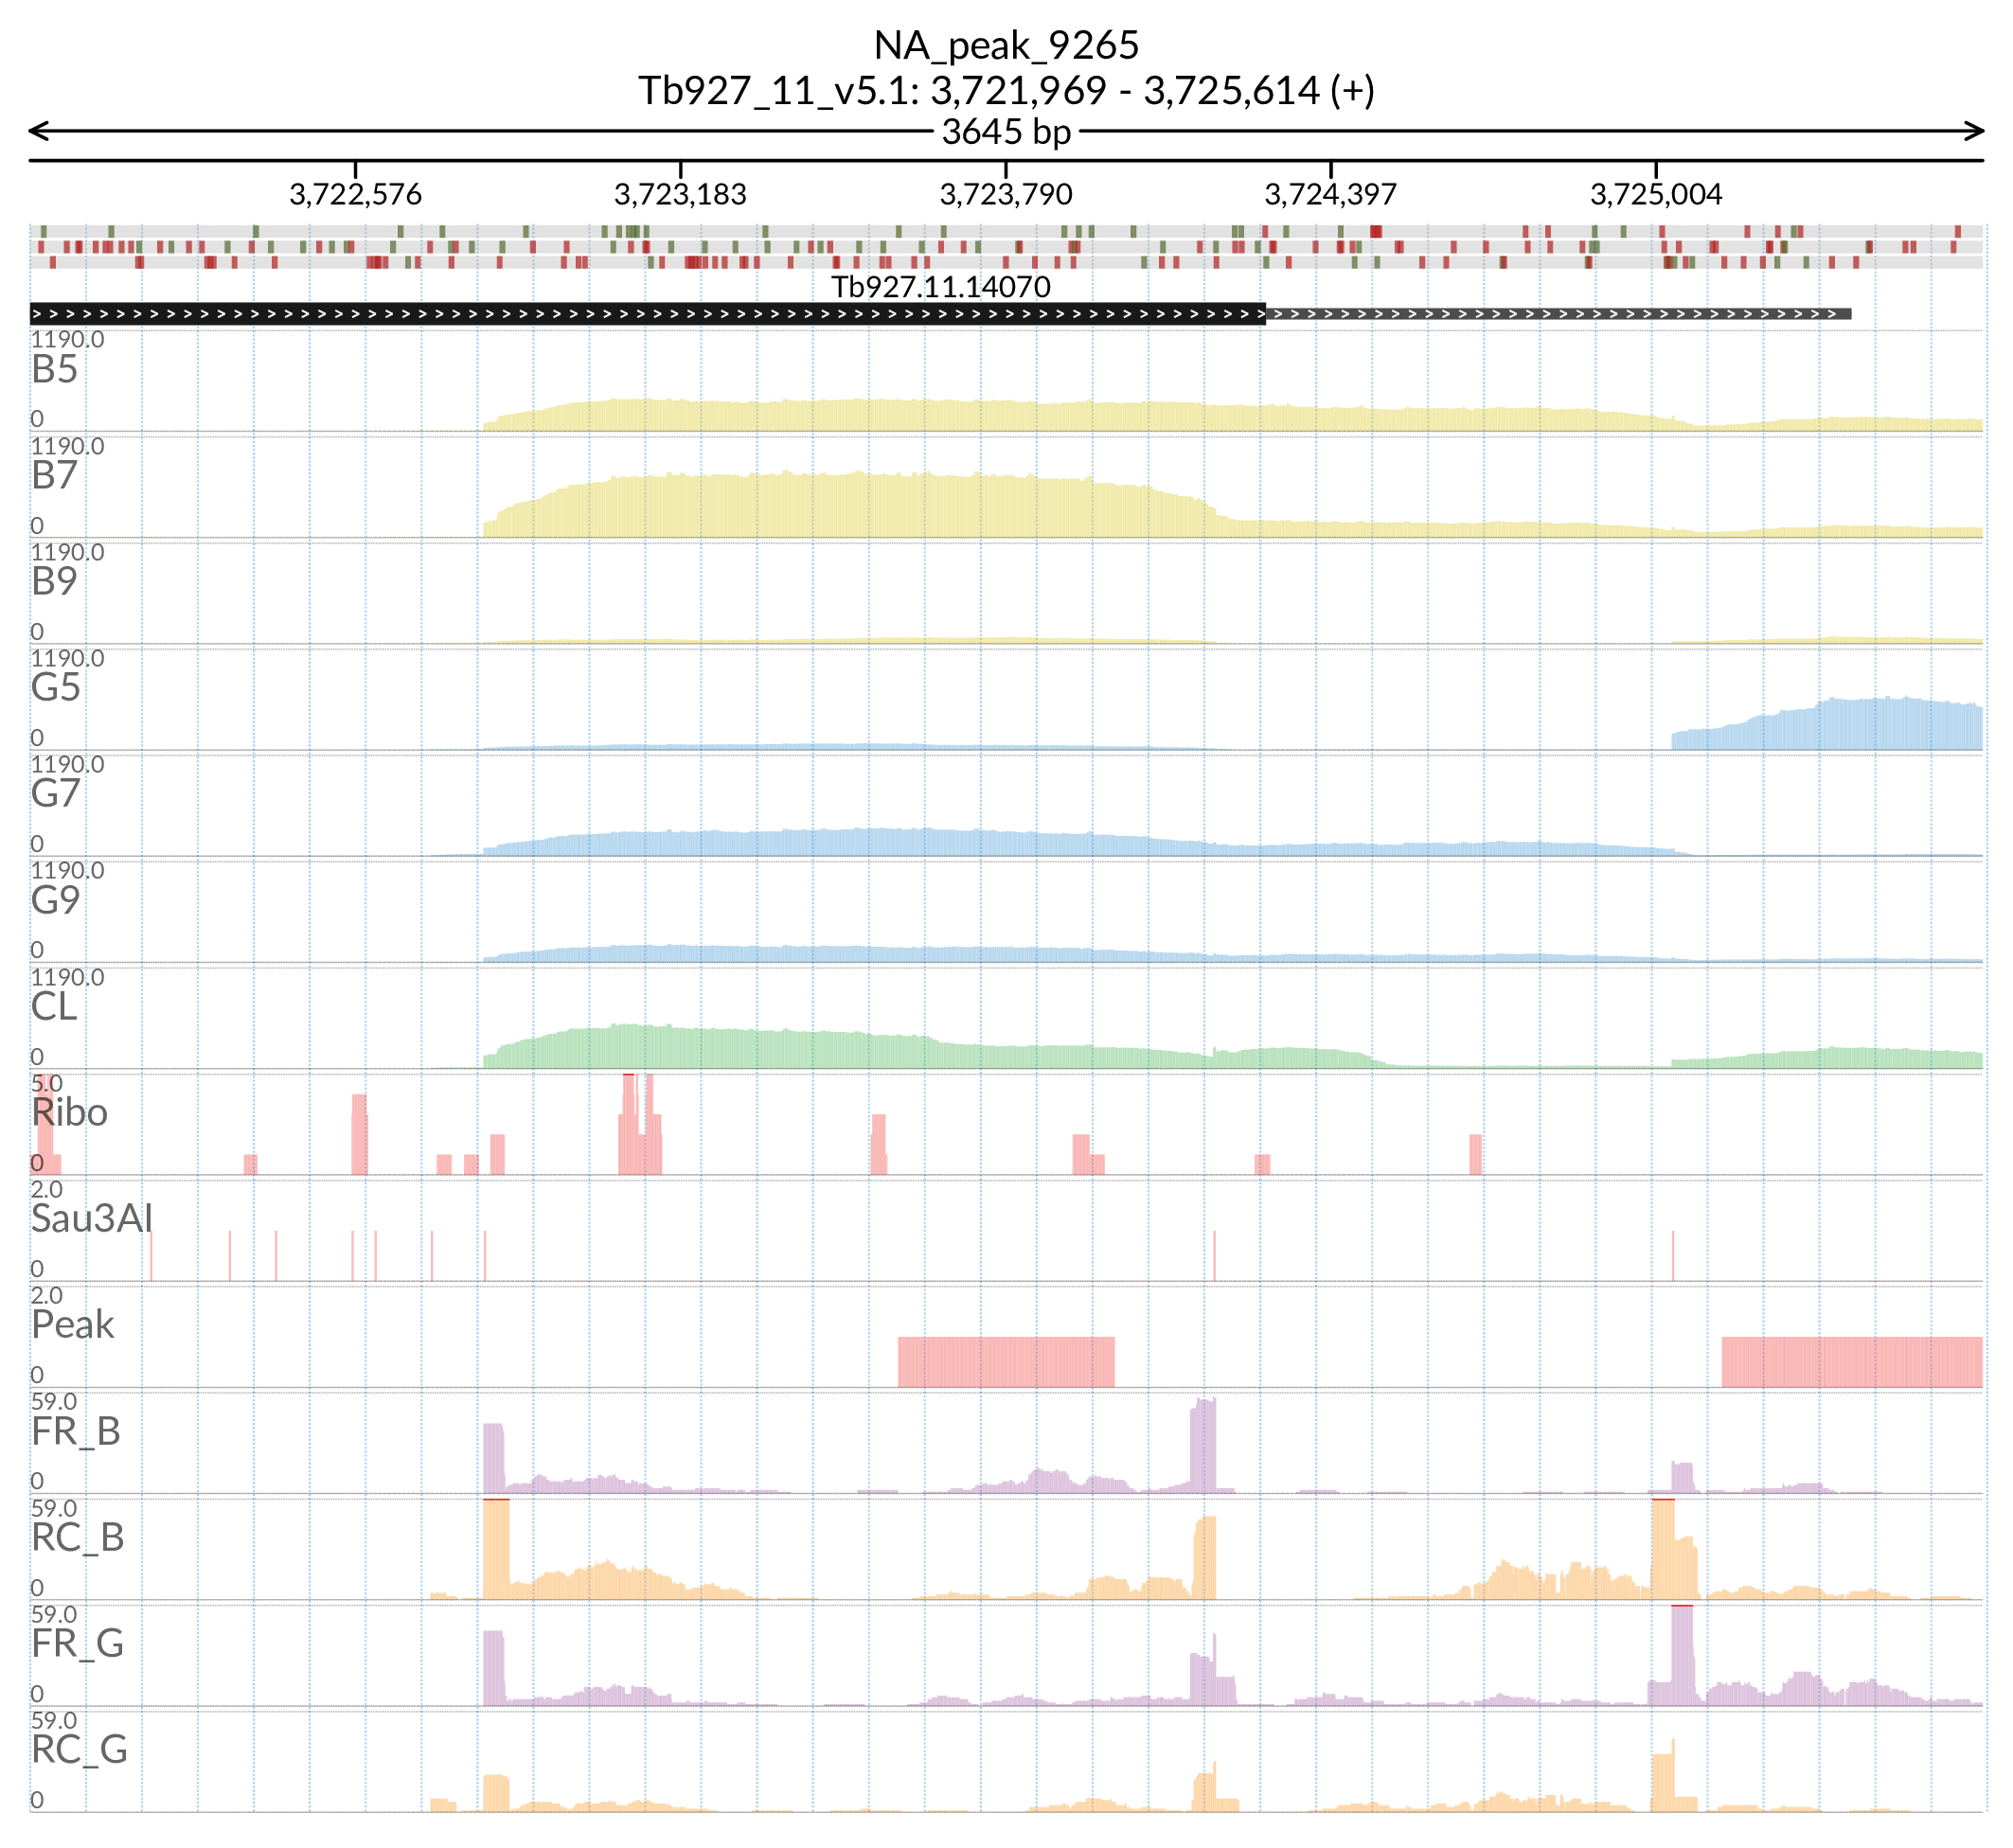 NA_peak_9265
Tb927_11_v5.1: 3,721,969 - 3,725,614 (+)
3645 bp
3,722,576 3,723,183 3,723,790 3,724,397 3,725,004
Tb927.11.14070
1190.0
B5
0
1190.0
B7
0
1190.0
B9
0
1190.0
G5
0
1190.0
G7
0
1190.0
G9
0
1190.0
CL
0
5.0
Ribo
0
2.0
Sau3AI
0
2.0
Peak
0
59.0
FR_B
0
59.0
RC_B
0
59.0
FR_G
0
59.0
RC_G
0